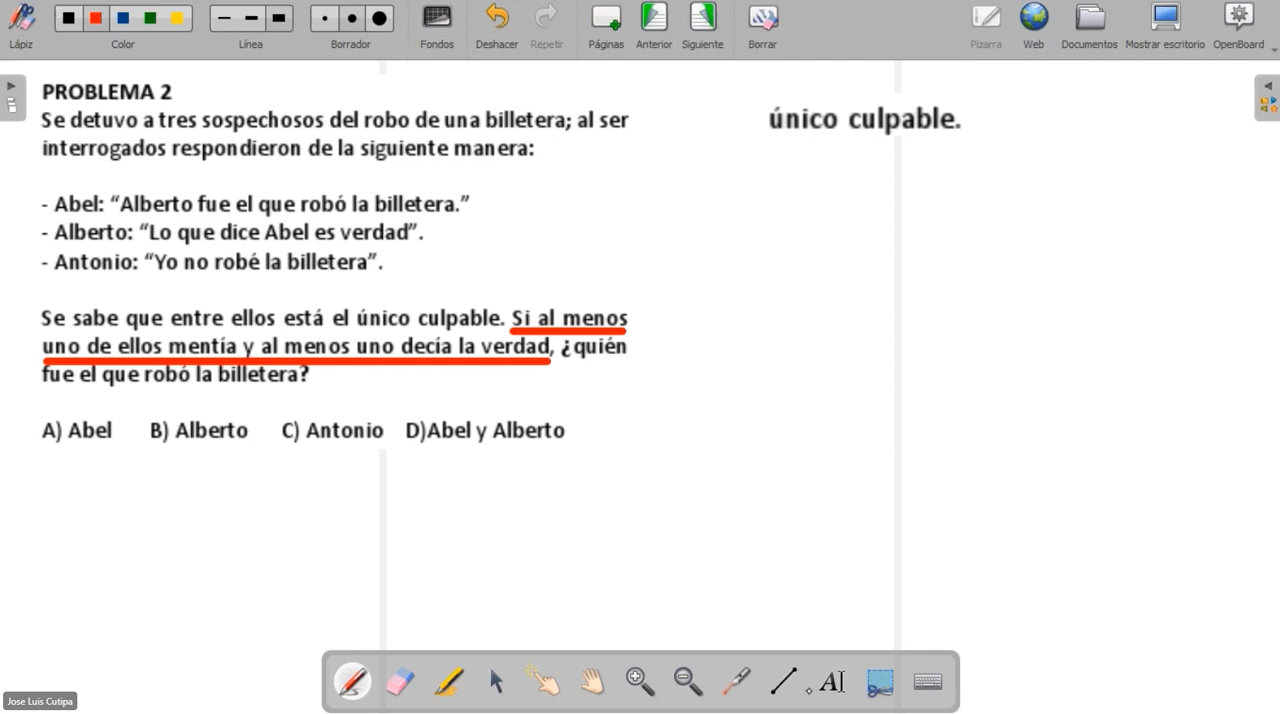 Lápiz
Color
Línea
Borrador
Fondos
Deshacer
Repetir
Páginas
Anterior
Siguiente
Borrar
Pizarra
Web
Documentos
Mostrar escritorio
OpenBoard
PROBLEMA 2
Se detuvo a tres sospechosos del robo de una billetera; al ser
interrogados respondieron de la siguiente manera:
- Abel: “Alberto fue el que robó la billetera.”
- Alberto: “Lo que dice Abel es verdad”.
- Antonio: “Yo no robé la billetera”.
Se sabe que entre ellos está el único culpable. Si al menos
uno de ellos mentía y al menos uno decía la verdad, ¿quién
fue el que robó la billetera?
A) Abel B) Alberto C) Antonio D)Abel y Alberto
único culpable.
AI
Jose Luis Cutipa